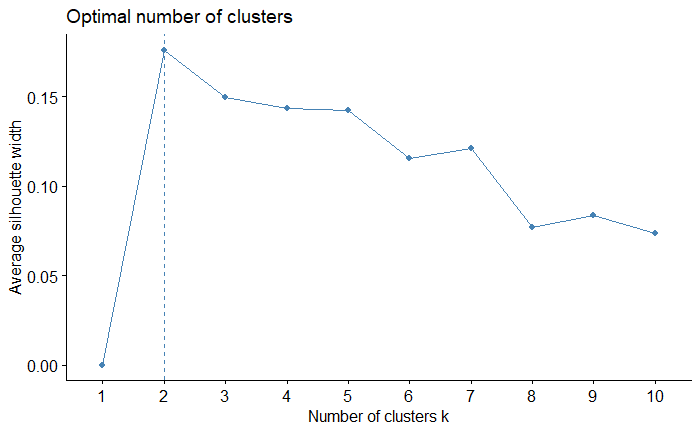 Optimal number of clusters
Average silhouette width
0.15
0.10
0.05
0.00
1 2 3 4 5 6 7 8 9 10
Number of clusters k